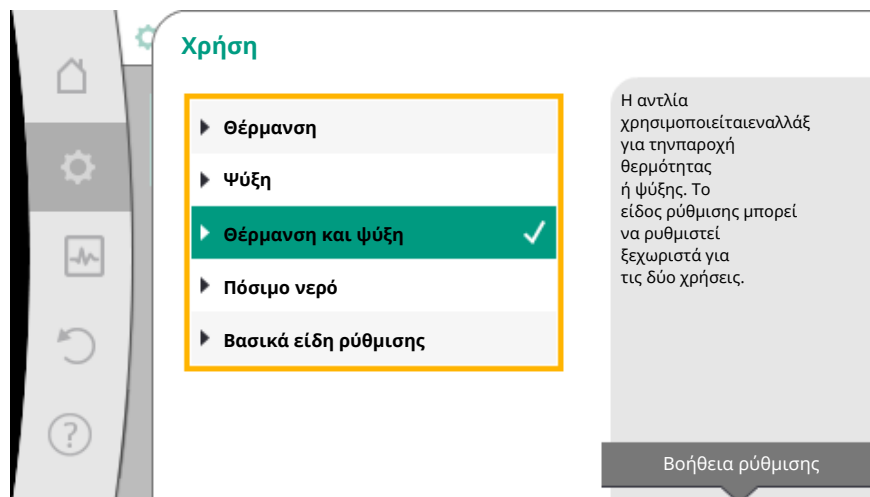 Χρήση
Θέρμανση
Ψύξη
Θέρμανση και ψύξη
Πόσιμο νερό
Βασικά είδη ρύθμισης
Η αντλία
χρησιμοποιείταιεναλλάξ
για τηνπαροχή
θερμότητας
ή ψύξης. Το
είδος ρύθμισης μπορεί
να ρυθμιστεί
ξεχωριστά για
τις δύο χρήσεις.
Βοήθεια ρύθμισης